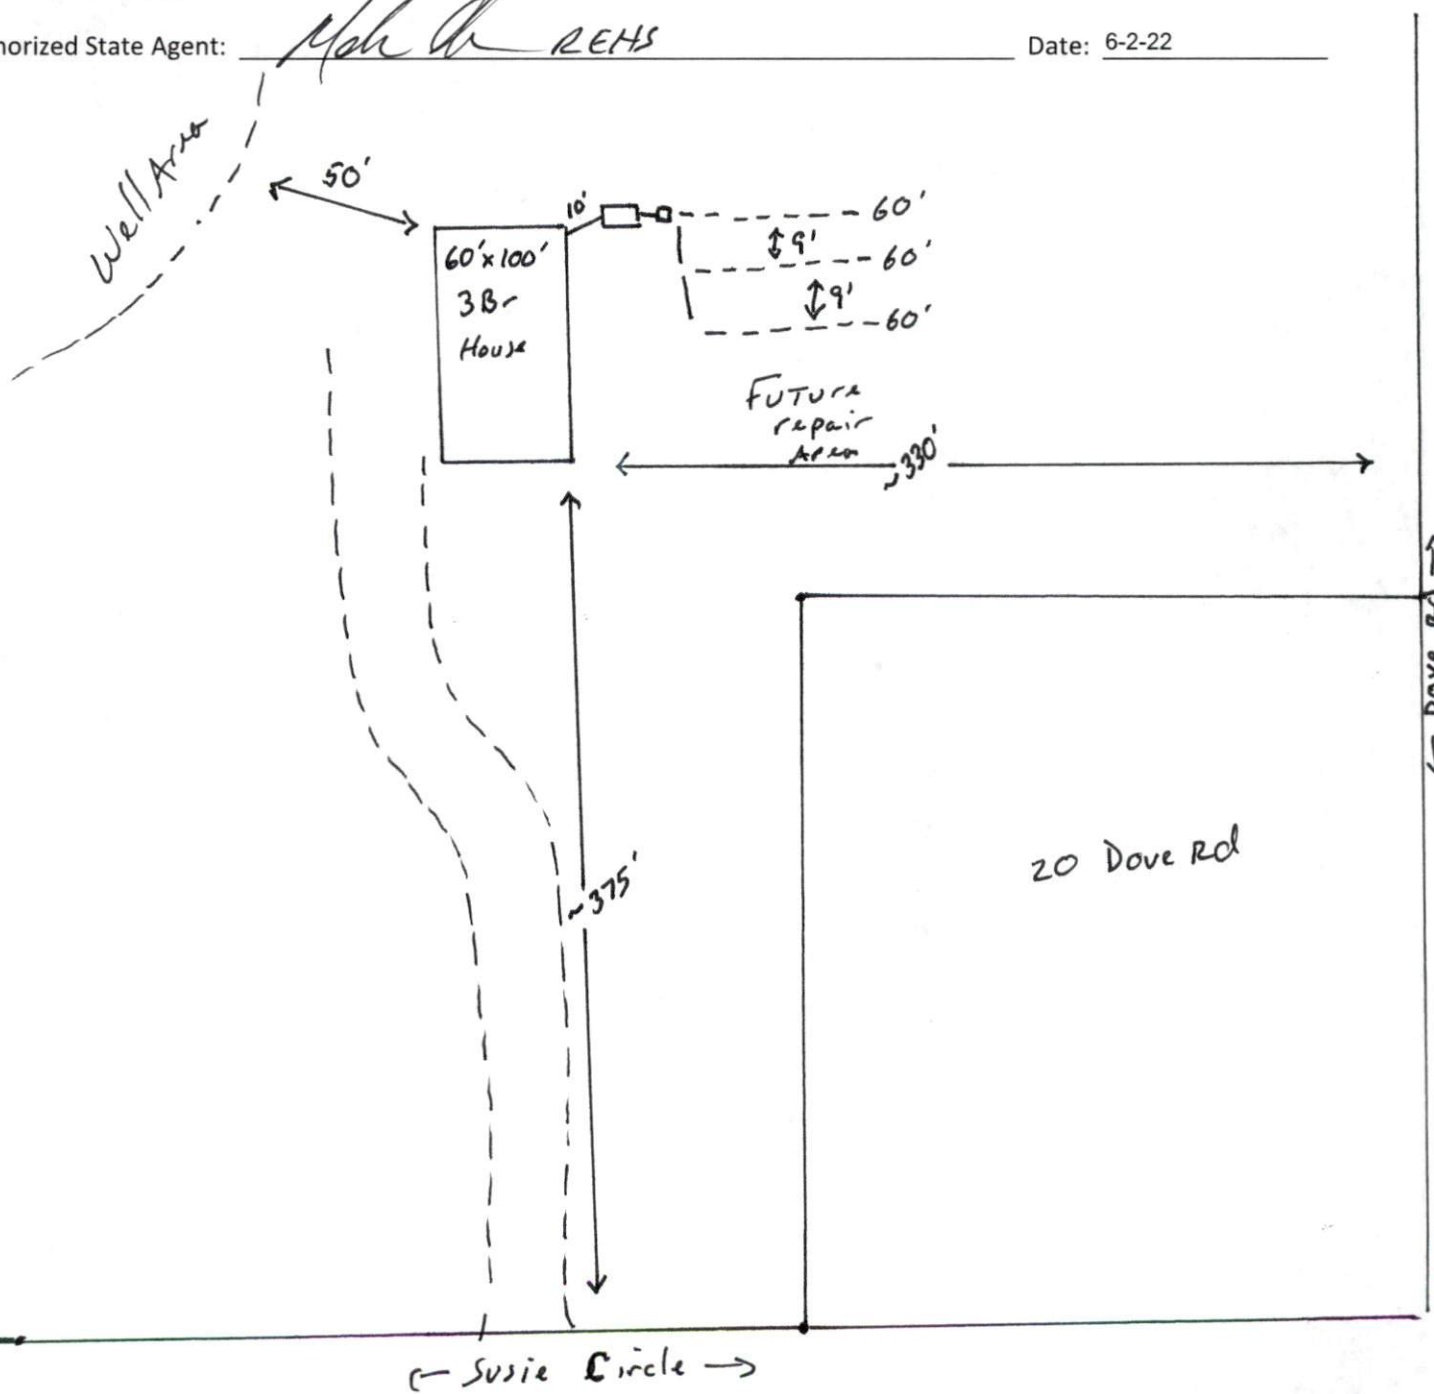 horized State Agent: REHS Date: 6-2-22
Well Area
50'
10'
60'
9'
60'
9'
60'
60'x100'
3Br
House
Future
repair
Area
~330'
Dove Rd
~375'
20 Dove Rd
← Susie Circle →